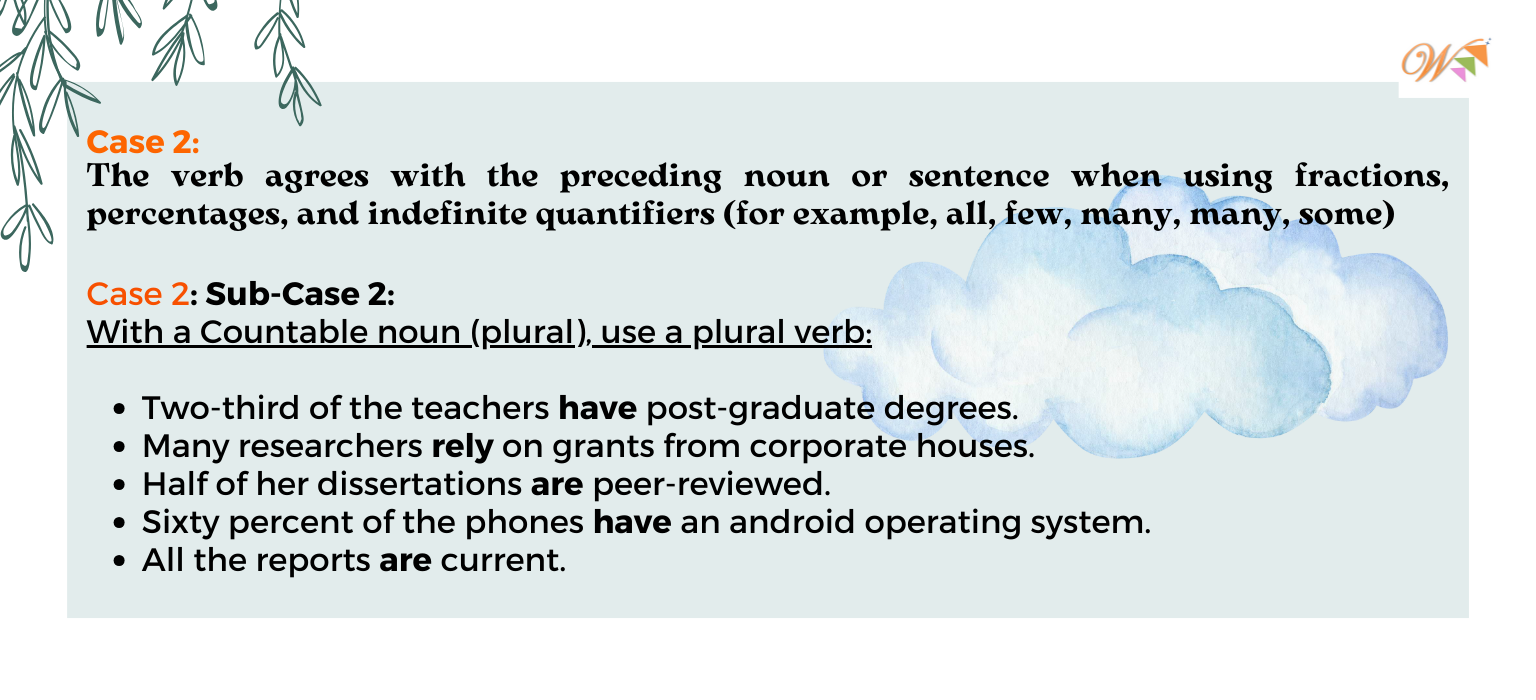 W
Case 2:
The verb agrees with the preceding noun or sentence when using fractions,
percentages, and indefinite quantifiers (for example, all, few, many, many, some)
Case 2: Sub-Case 2:
With a Countable noun (plural), use a plural verb:
• Two-third of the teachers have post-graduate degrees.
• Many researchers rely on grants from corporate houses.
• Half of her dissertations are peer-reviewed.
• Sixty percent of the phones have an android operating system.
• All the reports are current.